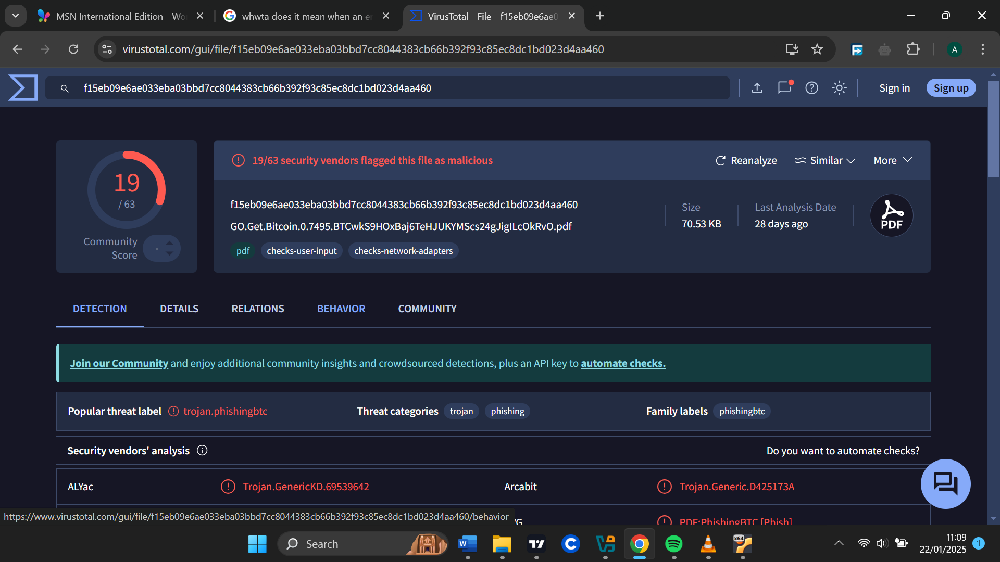 MSN International Edition - Wo
whwta does it mean when an er
VirusTotal - File - f15eb09e6ae0
virustotal.com/gui/file/f15eb09e6ae033eba03bbd7cc8044383cb66b392f93c85ec8dc1bd023d4aa460
A
f15eb09e6ae033eba03bbd7cc8044383cb66b392f93c85ec8dc1bd023d4aa460
Sign in
Sign up
19
/ 63
Community
Score
19/63 security vendors flagged this file as malicious
Reanalyze
Similar
More
f15eb09e6ae033eba03bbd7cc8044383cb66b392f93c85ec8dc1bd023d4aa460
GO.Get.Bitcoin.0.7495.BTCwkS9HOxBaj6TeHJUKYMScs24gJigILcOkRvO.pdf
pdf
checks-user-input
checks-network-adapters
Size
70.53 KB
Last Analysis Date
28 days ago
PDF
DETECTION
DETAILS
RELATIONS
BEHAVIOR
COMMUNITY
Join our Community and enjoy additional community insights and crowdsourced detections, plus an API key to automate checks.
Popular threat label
trojan.phishingbtc
Threat categories
trojan
phishing
Family labels
phishingbtc
Security vendors' analysis
Do you want to automate checks?
ALYac
Trojan.GenericKD.69539642
Arcabit
Trojan.Generic.D425173A
PDF:PhishingBTC [Phish]
https://www.virustotal.com/gui/file/f15eb09e6ae033eba03bbd7cc8044383cb66b392f93c85ec8dc1bd023d4aa460/behavior
Search
W
x64
11:09
22/01/2025
1